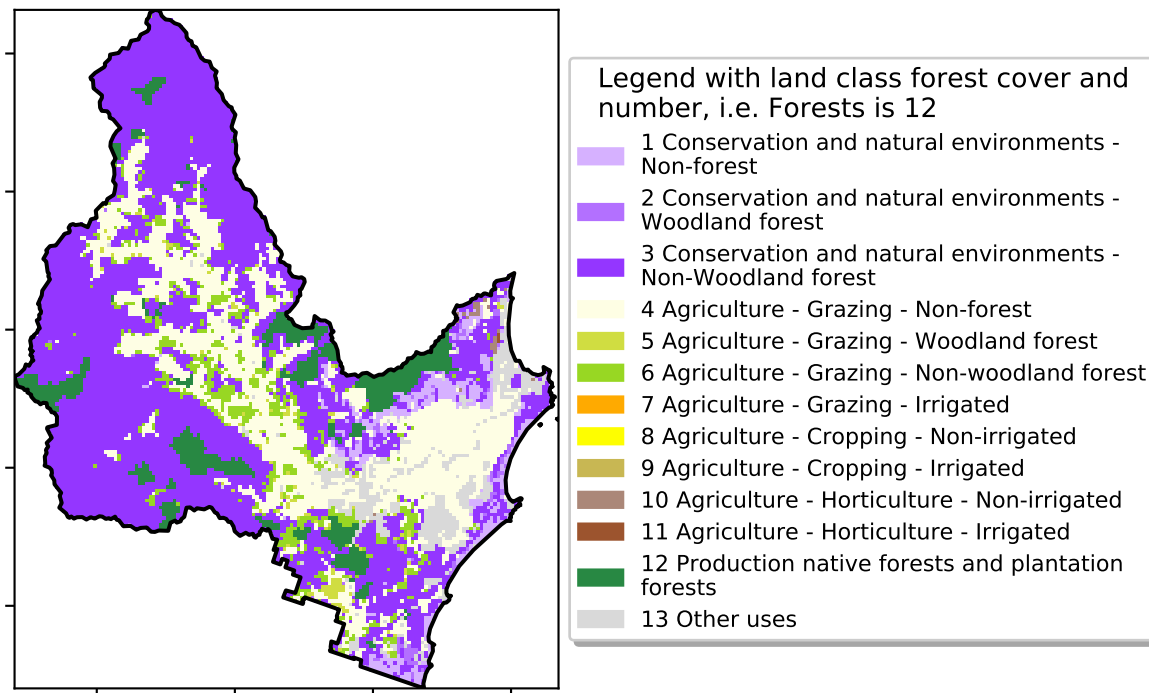 Legend with land class forest cover and
number, i.e. Forests is 12
1 Conservation and natural environments -
Non-forest
2 Conservation and natural environments -
Woodland forest
3 Conservation and natural environments -
Non-Woodland forest
4 Agriculture - Grazing - Non-forest
5 Agriculture - Grazing - Woodland forest
6 Agriculture - Grazing - Non-woodland forest
7 Agriculture - Grazing - Irrigated
8 Agriculture - Cropping - Non-irrigated
9 Agriculture - Cropping - Irrigated
10 Agriculture - Horticulture - Non-irrigated
11 Agriculture - Horticulture - Irrigated
12 Production native forests and plantation
forests
13 Other uses